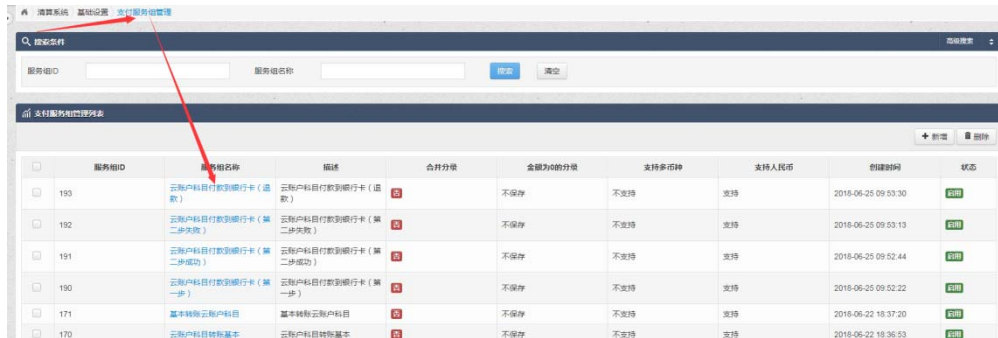 清算系统 基础设置 支付服务组管理
搜索条件 高级搜索
服务组ID 服务组名称 搜索 清空
支付服务组管理列表
新增 删除
服务组ID 服务组名称 描述 合并分录 金额为0的分录 支持多币种 支持人民币 创建时间 状态
193 云账户科目付款到银行卡（退款） 云账户科目付款到银行卡（退款） 否 不保存 不支持 支持 2018-06-25 09:53:30 启用
192 云账户科目付款到银行卡（第二步失败） 云账户科目付款到银行卡（第二步失败） 否 不保存 不支持 支持 2018-06-25 09:53:13 启用
191 云账户科目付款到银行卡（第二步成功） 云账户科目付款到银行卡（第二步成功） 否 不保存 不支持 支持 2018-06-25 09:52:44 启用
190 云账户科目付款到银行卡（第一步） 云账户科目付款到银行卡（第一步） 否 不保存 不支持 支持 2018-06-25 09:52:22 启用
171 基本转账云账户科目 基本转账云账户科目 否 不保存 不支持 支持 2018-06-22 18:37:20 启用
170 云账户科目转账基本 云账户科目转账基本 否 不保存 不支持 支持 2018-06-22 18:36:53 启用